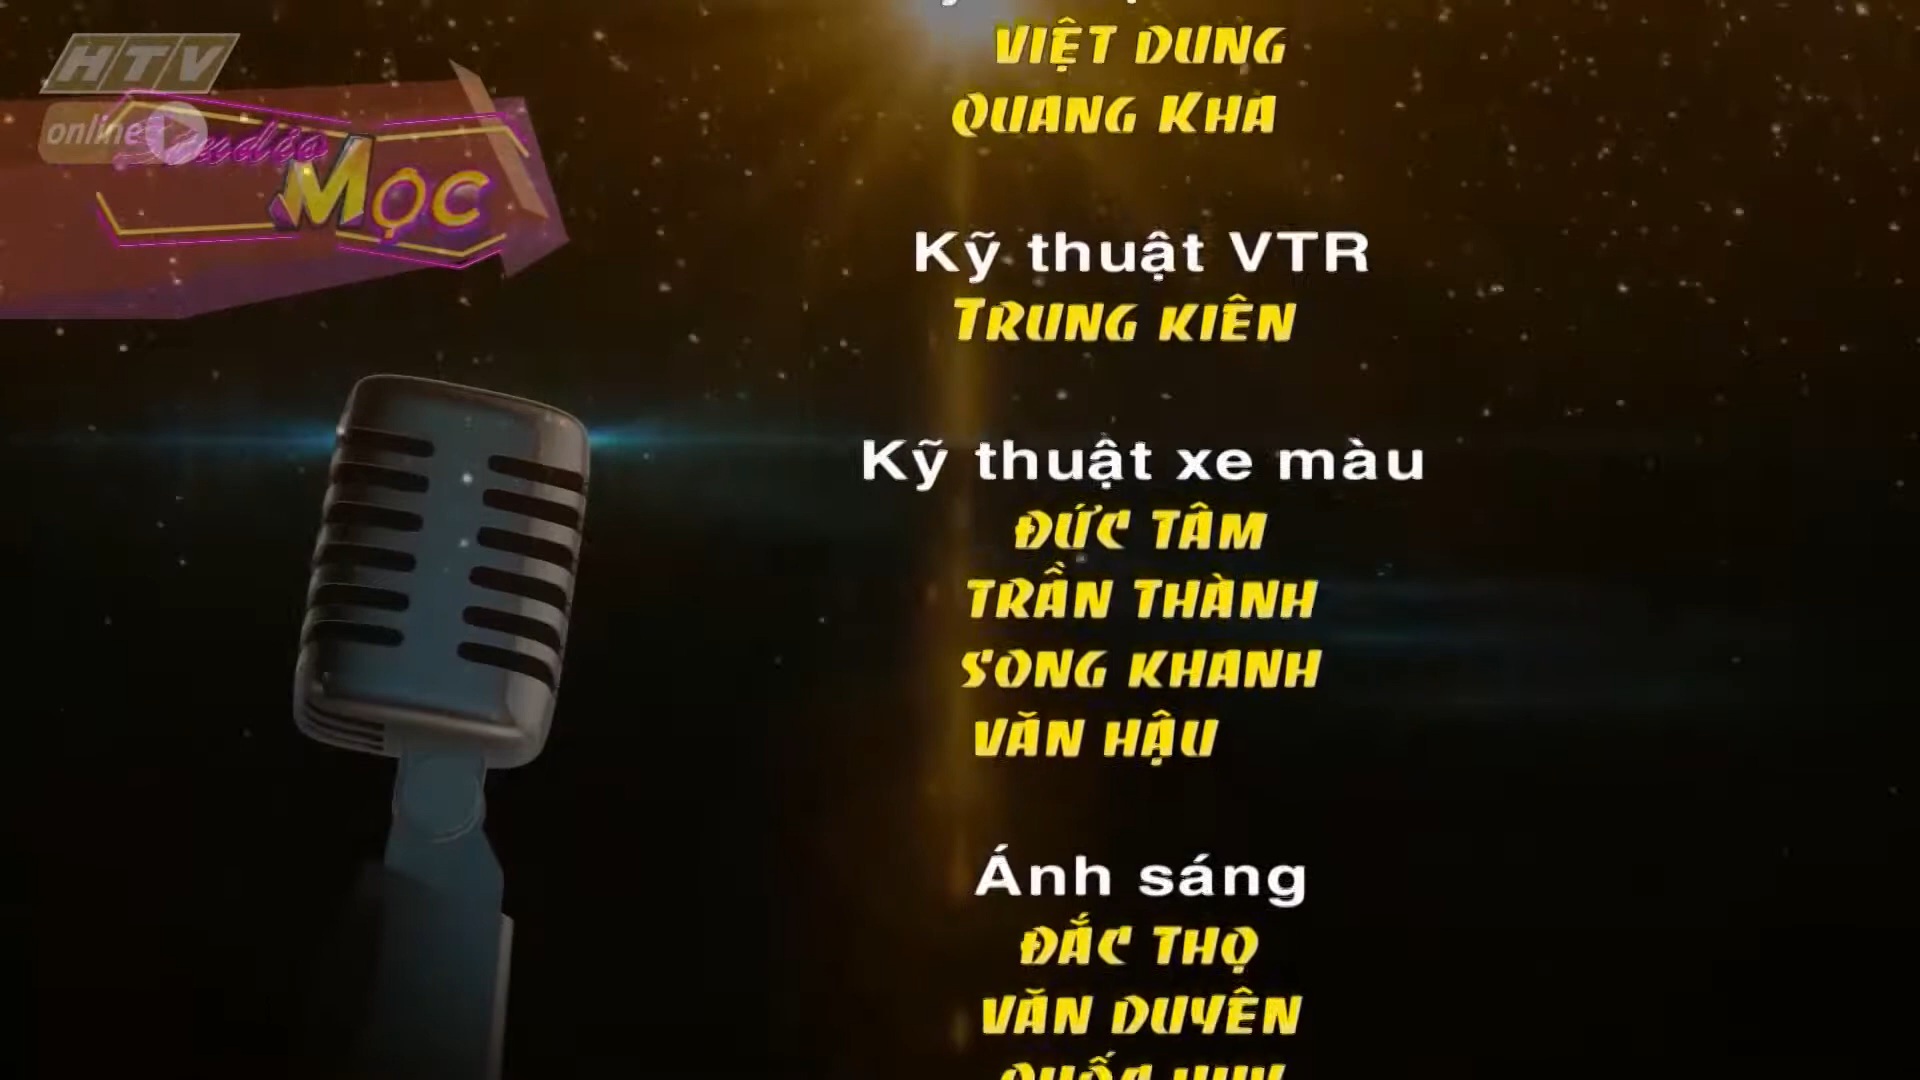 HTV
online
Studio
MỌC
VIỆT DUNG
QUANG KHA
Kỹ thuật VTR
TRUNG KIÊN
Kỹ thuật xe màu
ĐỨC TÂM
TRẦN THÀNH
SONG KHANH
VĂN HẬU
Ánh sáng
ĐẮC THỌ
VĂN DUYÊN